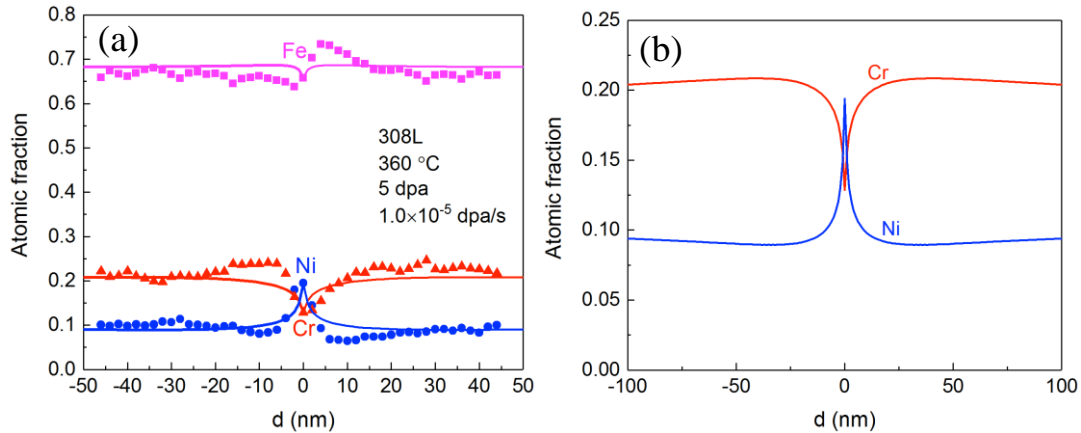 (a)
Atomic fraction
0.8
0.7
0.6
0.5
0.4
0.3
0.2
0.1
0.0
Fe
308L
360 °C
5 dpa
1.0×10⁻⁵ dpa/s
Ni
Cr
-50 -40 -30 -20 -10 0 10 20 30 40 50
d (nm)
(b)
Atomic fraction
0.25
0.20
0.15
0.10
0.05
0.00
Cr
Ni
-100 -50 0 50 100
d (nm)